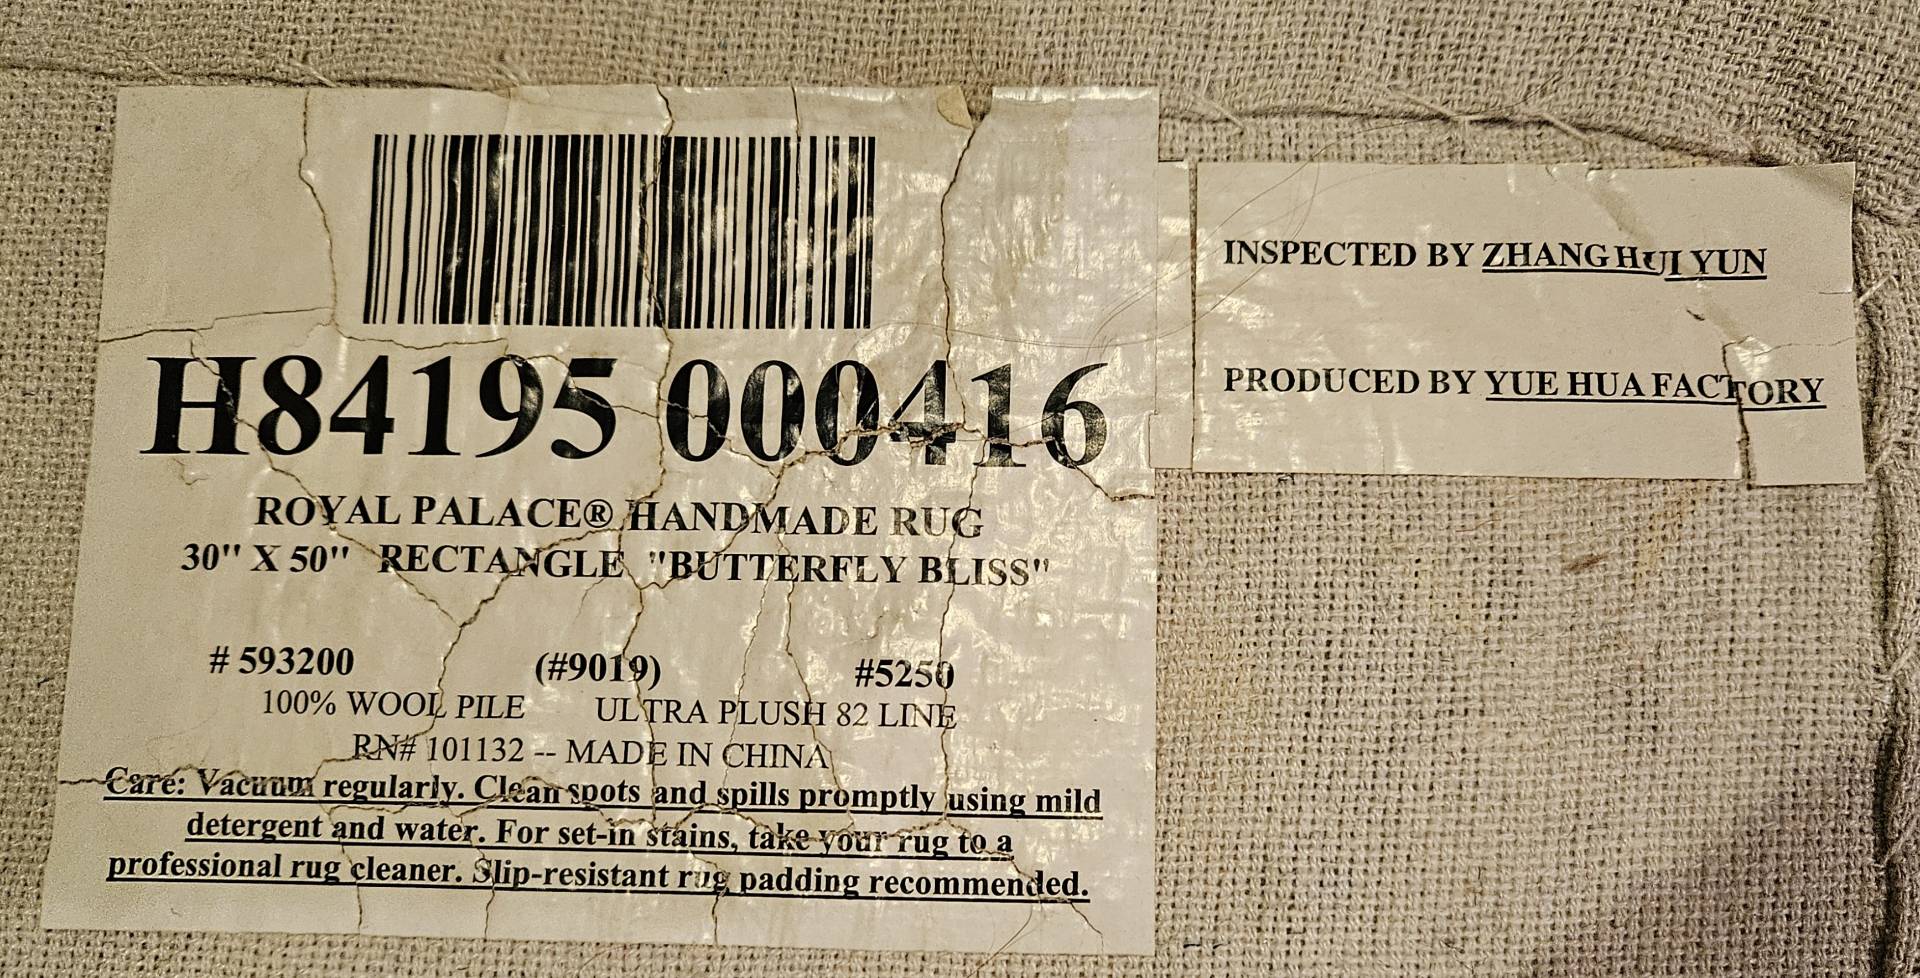 H84195 000416
ROYAL PALACE® HANDMADE RUG
30" X 50" RECTANGLE "BUTTERFLY BLISS"
# 593200 (#9019) #5250
100% WOOL PILE ULTRA PLUSH 82 LINE
RN# 101132 -- MADE IN CHINA
Care: Vacuum regularly. Clean spots and spills promptly using mild
detergent and water. For set-in stains, take your rug to a
professional rug cleaner. Slip-resistant rug padding recommended.
INSPECTED BY ZHANG HUI YUN
PRODUCED BY YUE HUA FACTORY